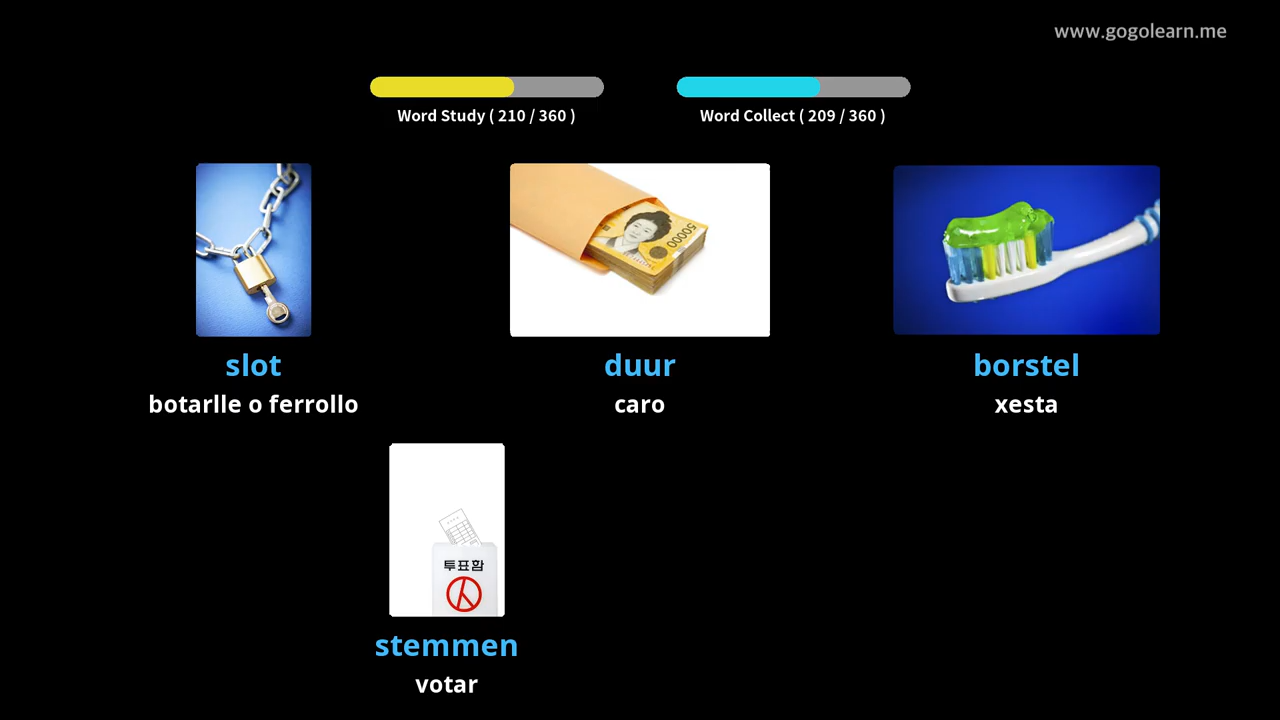 www.gogolearn.me
Word Study ( 210 / 360 )
Word Collect ( 209 / 360 )
50000
slot
duur
borstel
botarlle o ferrollo
caro
xesta
투표함
stemmen
votar